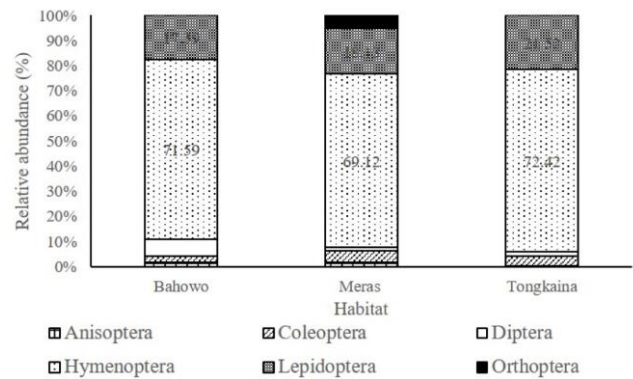 100%
90%
80%
70%
60%
50%
40%
30%
20%
10%
0%
Relative abundance (%)
71.59
69.12
72.42
Bahowo Meras Tongkaina
Habitat
Anisoptera Coleoptera Diptera
Hymenoptera Lepidoptera Orthoptera